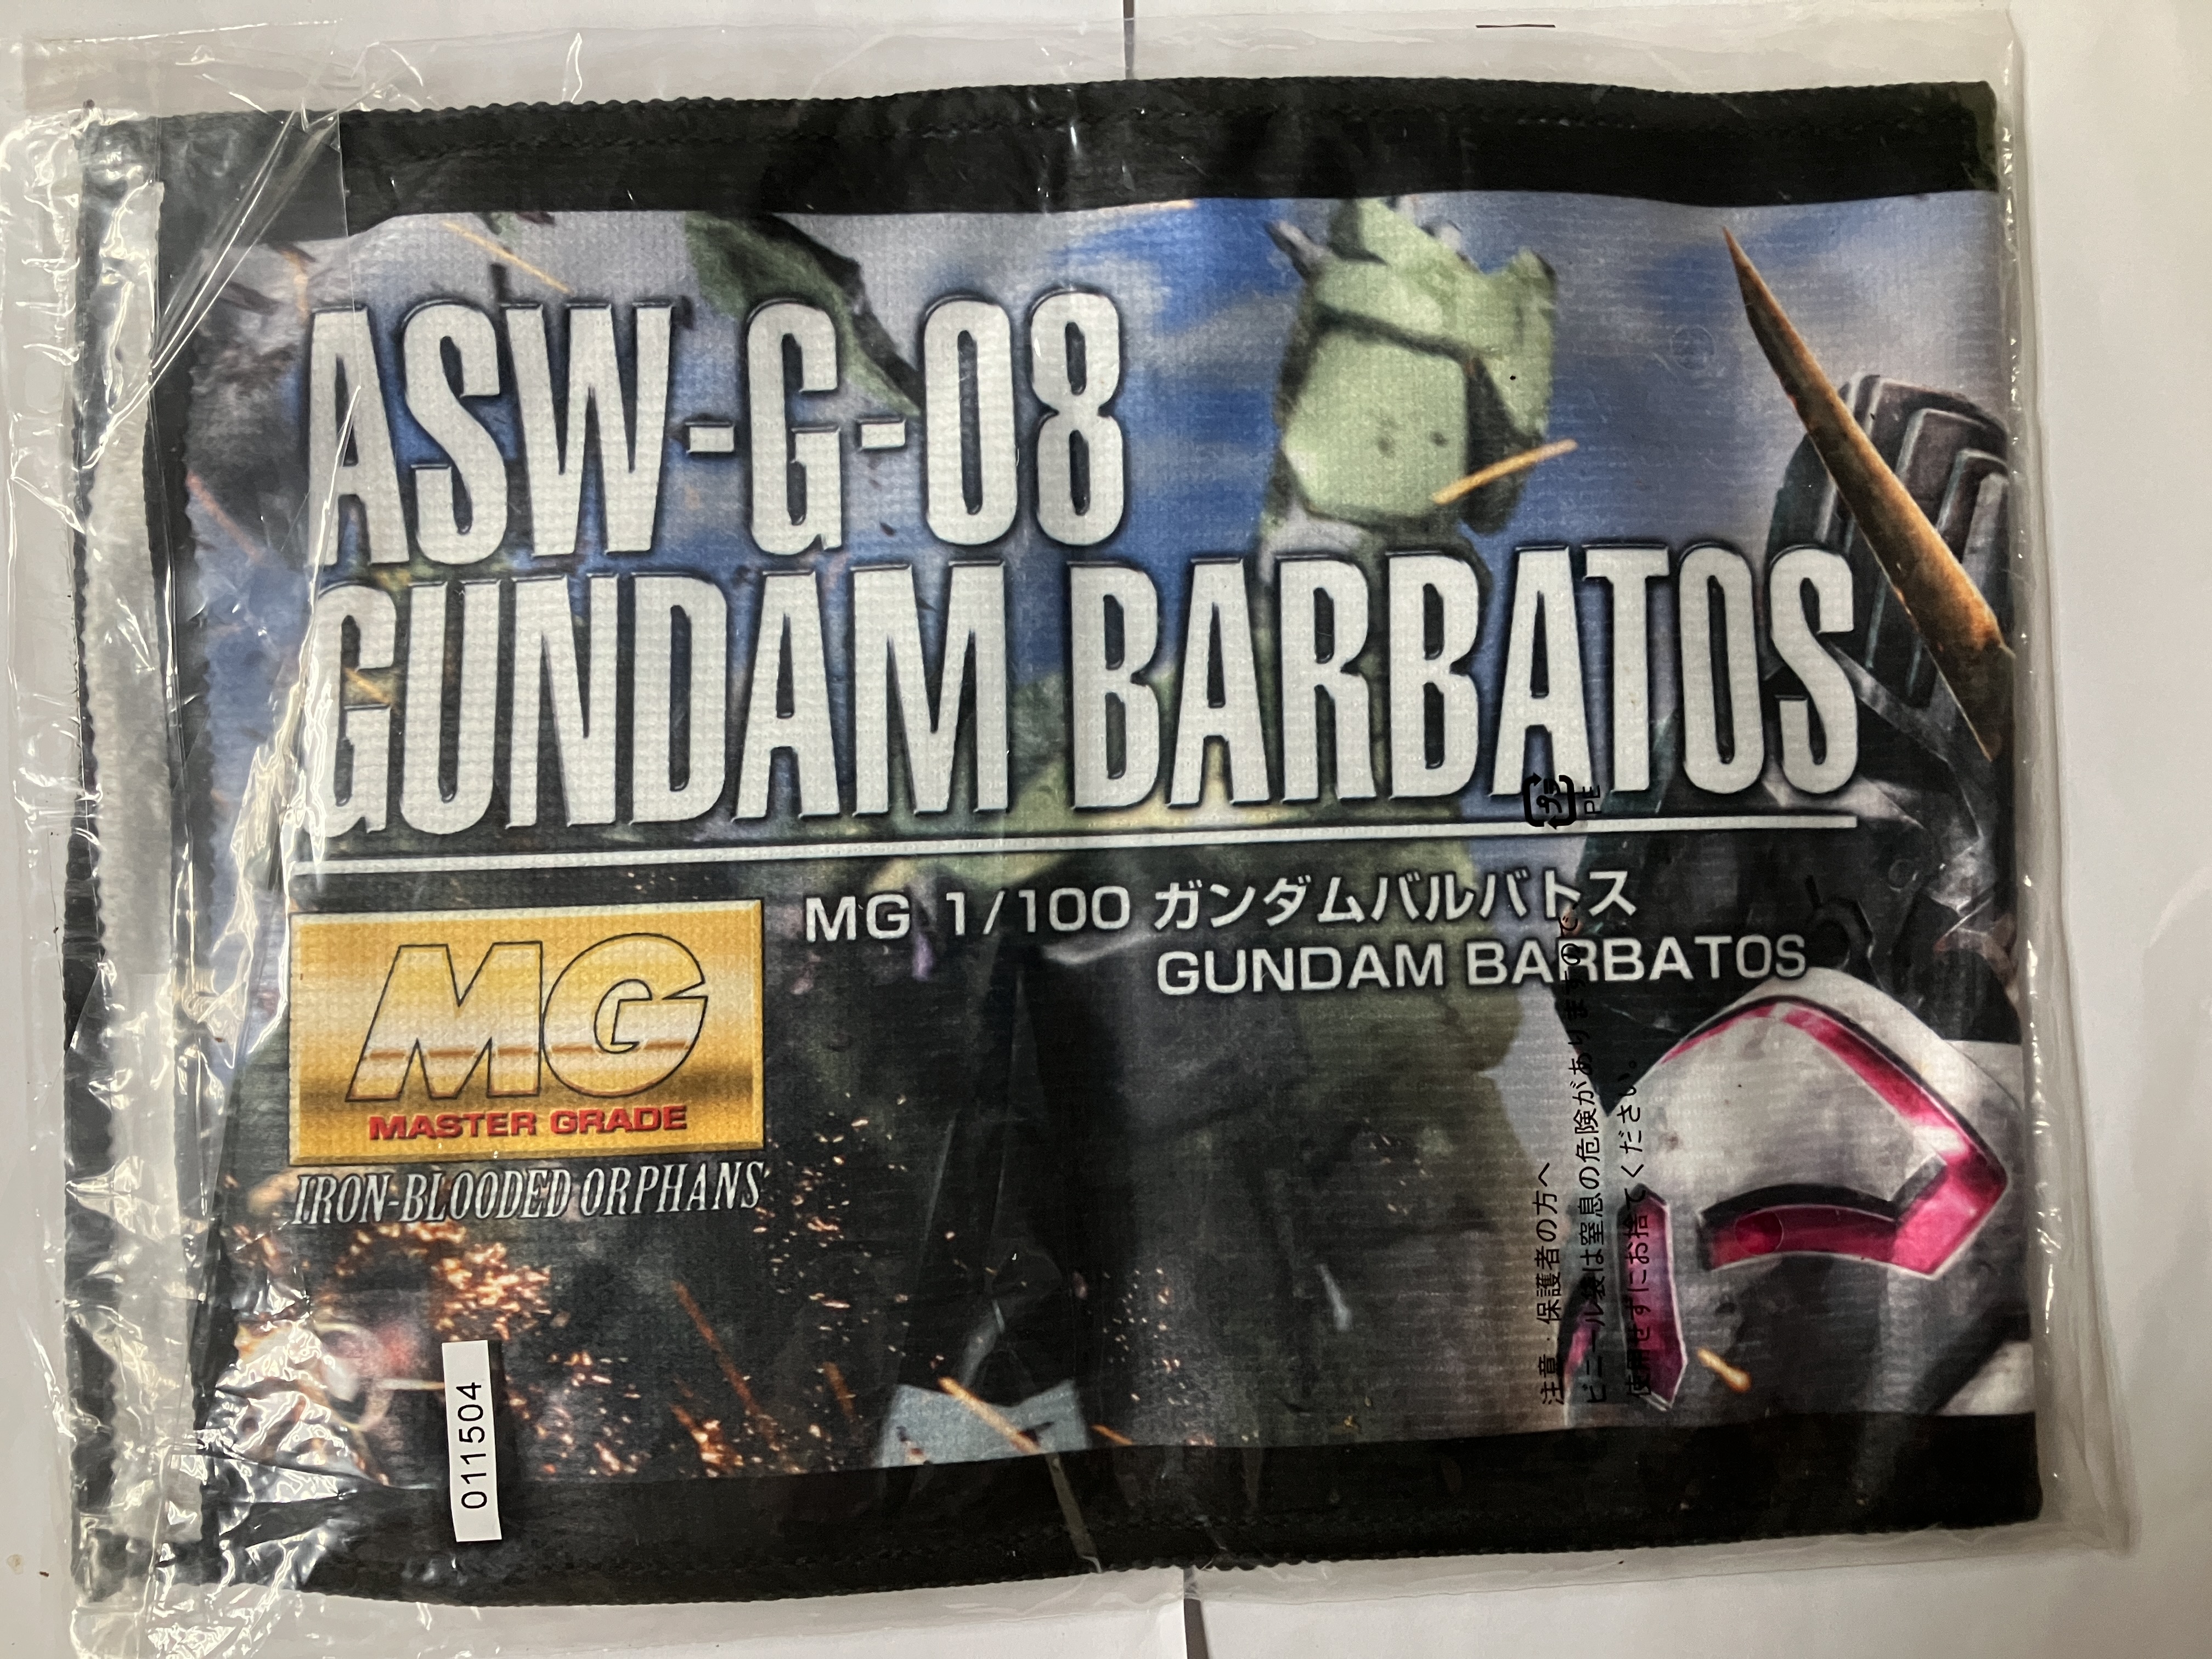 ASW-G-08
GUNDAM BARBATOS
MG 1/100 ガンダムバルバトス
GUNDAM BARBATOS
MG
MASTER GRADE
IRON-BLOODED ORPHANS
011504
プラ
PE
注意:保護者の方へ
ビニール袋は窒息の危険がありますので
使用せずにお捨てください。